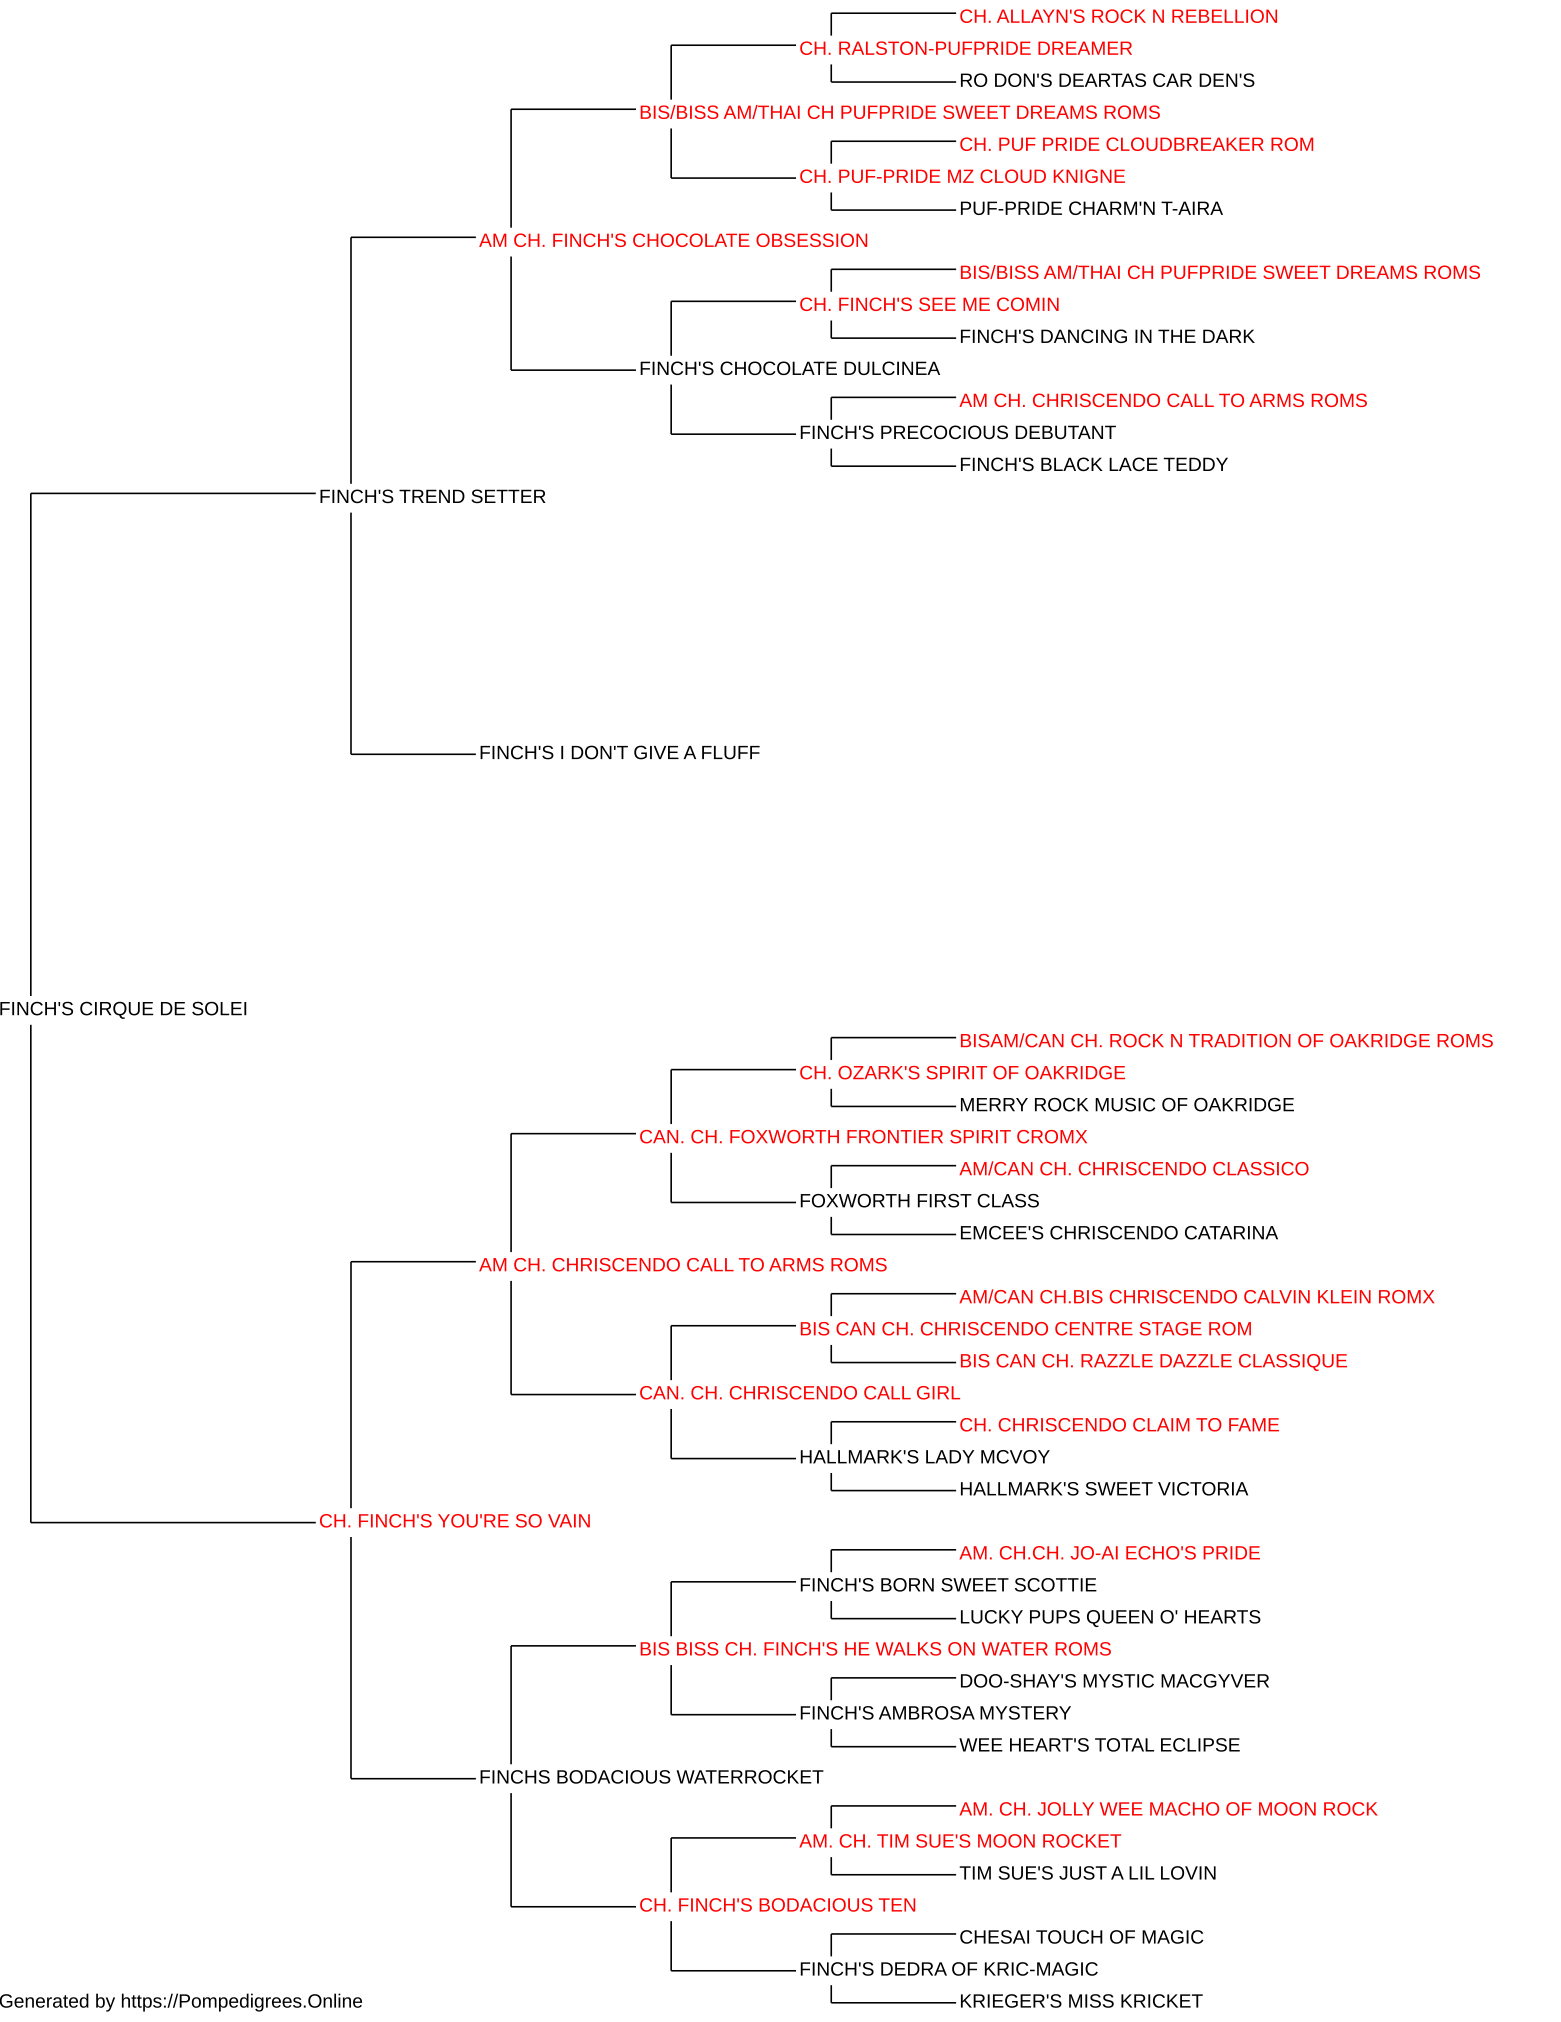 CH. ALLAYN'S ROCK N REBELLION
CH. RALSTON-PUFPRIDE DREAMER
RO DON'S DEARTAS CAR DEN'S
BIS/BISS AM/THAI CH PUFPRIDE SWEET DREAMS ROMS
CH. PUF PRIDE CLOUDBREAKER ROM
CH. PUF-PRIDE MZ CLOUD KNIGNE
PUF-PRIDE CHARM'N T-AIRA
AM CH. FINCH'S CHOCOLATE OBSESSION
BIS/BISS AM/THAI CH PUFPRIDE SWEET DREAMS ROMS
CH. FINCH'S SEE ME COMIN
FINCH'S DANCING IN THE DARK
FINCH'S CHOCOLATE DULCINEA
AM CH. CHRISCENDO CALL TO ARMS ROMS
FINCH'S PRECOCIOUS DEBUTANT
FINCH'S BLACK LACE TEDDY
FINCH'S TREND SETTER
FINCH'S I DON'T GIVE A FLUFF
FINCH'S CIRQUE DE SOLEI
BISAM/CAN CH. ROCK N TRADITION OF OAKRIDGE ROMS
CH. OZARK'S SPIRIT OF OAKRIDGE
MERRY ROCK MUSIC OF OAKRIDGE
CAN. CH. FOXWORTH FRONTIER SPIRIT CROMX
AM/CAN CH. CHRISCENDO CLASSICO
FOXWORTH FIRST CLASS
EMCEE'S CHRISCENDO CATARINA
AM CH. CHRISCENDO CALL TO ARMS ROMS
AM/CAN CH.BIS CHRISCENDO CALVIN KLEIN ROMX
BIS CAN CH. CHRISCENDO CENTRE STAGE ROM
BIS CAN CH. RAZZLE DAZZLE CLASSIQUE
CAN. CH. CHRISCENDO CALL GIRL
CH. CHRISCENDO CLAIM TO FAME
HALLMARK'S LADY MCVOY
HALLMARK'S SWEET VICTORIA
CH. FINCH'S YOU'RE SO VAIN
AM. CH.CH. JO-AI ECHO'S PRIDE
FINCH'S BORN SWEET SCOTTIE
LUCKY PUPS QUEEN O' HEARTS
BIS BISS CH. FINCH'S HE WALKS ON WATER ROMS
DOO-SHAY'S MYSTIC MACGYVER
FINCH'S AMBROSA MYSTERY
WEE HEART'S TOTAL ECLIPSE
FINCHS BODACIOUS WATERROCKET
AM. CH. JOLLY WEE MACHO OF MOON ROCK
AM. CH. TIM SUE'S MOON ROCKET
TIM SUE'S JUST A LIL LOVIN
CH. FINCH'S BODACIOUS TEN
CHESAI TOUCH OF MAGIC
FINCH'S DEDRA OF KRIC-MAGIC
KRIEGER'S MISS KRICKET
Generated by https://Pompedigrees.Online